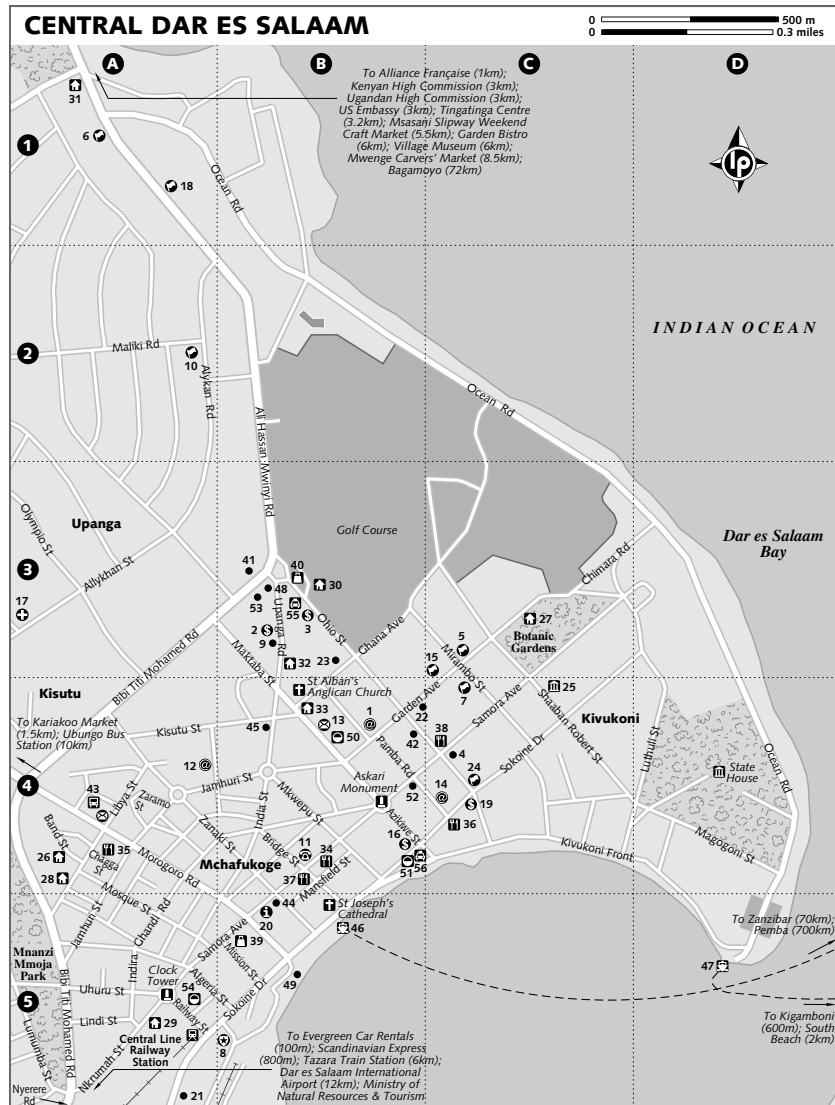 CENTRAL DAR ES SALAAM
0 500 m
0 0.3 miles
A
B
C
D
To Alliance Française (1km);
Kenyan High Commission (3km);
Ugandan High Commission (3km);
US Embassy (3km); Tingatinga Centre
(3.2km); Msasani Slipway Weekend
Craft Market (5.5km); Garden Bistro
(6km); Village Museum (6km);
Mwenge Carvers' Market (8.5km);
Bagamoyo (72km)
31
6
1
18
Ocean Rd
lp
INDIAN OCEAN
2
Maliki Rd
10
Alykan Rd
Ali Hassan Mwinyi Rd
Ocean Rd
Olympio St
Upanga
Golf Course
Dar es Salaam
Bay
3
Allykhan St
41
40
48
30
53
55
17
2
3
9
Upanga Rd
Ohio St
Ghana Ave
Chimara Rd
27
Botanic
Gardens
5
15
Mirambo St
7
23
32
Maktaba St
Bibi Titi Mohamed Rd
St Alban's
Anglican Church
Garden Ave
22
Samora Ave
25
Kisutu
33
13
1
50
Shaaban Robert St
Kivukoni
To Kariakoo Market
(1.5km); Ubungo Bus
Station (10km)
Kisutu St
45
42
38
4
Pamba Rd
Sokoine Dr
Luthuli St
Ocean Rd
12
Jamhuri St
24
State
House
4
43
Libya St
Zaramo St
Askari
Monument
52
14
19
India St
Mkwepu St
Zanaki St
Azikiwe St
16
36
Magogoni St
Band St
26
35
Chagga St
Morogoro Rd
Mchafukoge
Bridge St
11
34
51
56
Kivukoni Front
28
37
Mansfield St
Mosque St
Jamhuri St
Indira Ghandi Rd
44
20
St Joseph's
Cathedral
46
To Zanzibar (70km);
Pemba (700km)
Samora Ave
39
Mission St
Mnanzi
Mmoja
Park
Clock
Tower
Algeria St
47
5
Uhuru St
54
Railway St
Sokoine Dr
49
Bibi Titi Mohamed Rd
Lindi St
29
Central Line
Railway
Station
8
To Kigamboni
(600m); South
Beach (2km)
Lumumba St
Nkrumah St
To Evergreen Car Rentals
(100m); Scandinavian Express
(800m); Tazara Train Station (6km);
Dar es Salaam International
Airport (12km); Ministry of
Natural Resources & Tourism
Nyerere
Rd
21